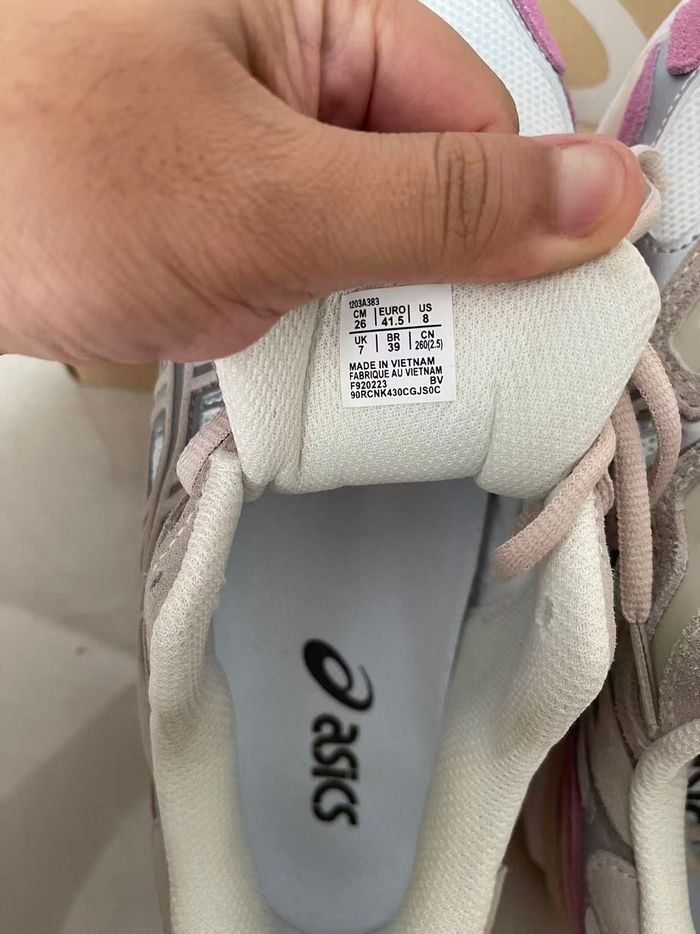 1203A383
CM EURO US
26 41.5 8
UK BR CN
7 39 260(2.5)
MADE IN VIETNAM
FABRIQUE AU VIETNAM
F920223 BV
90RCNK430CGJS0C
asics